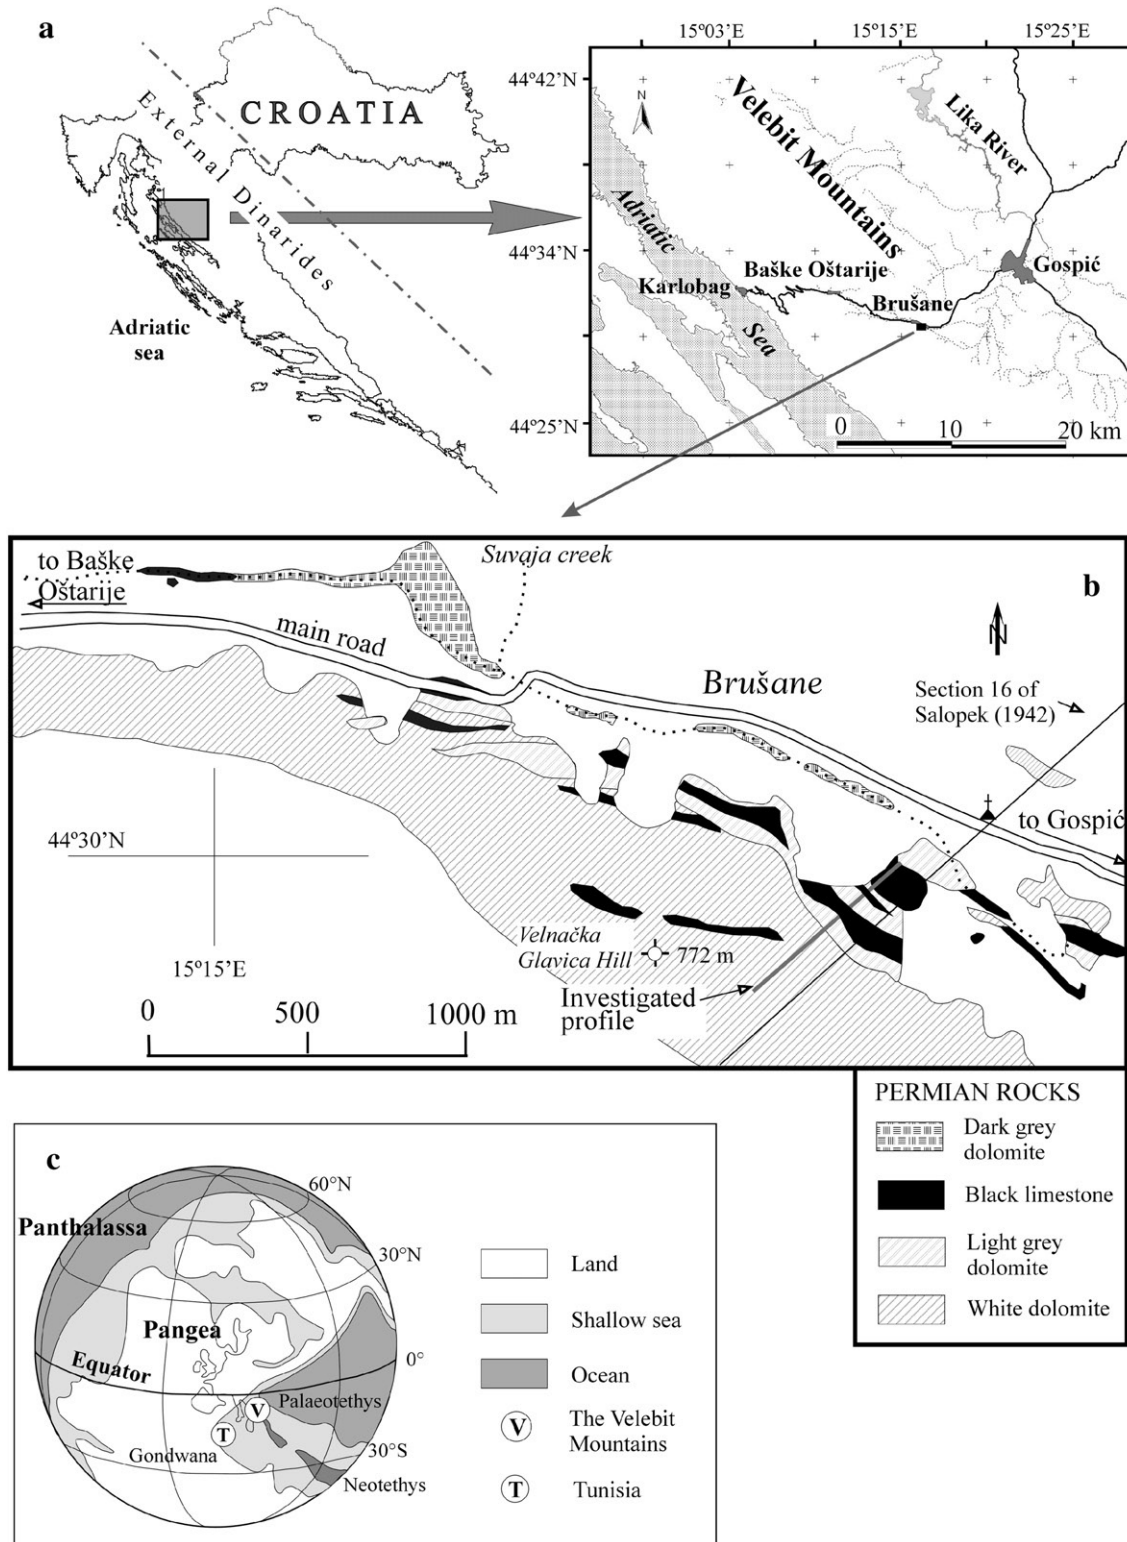 a
CROATIA
External Dinarides
Adriatic
sea
15º03'E
15º15'E
15º25'E
44º42'N
44º34'N
44º25'N
N
Velebit Mountains
Lika River
Adriatic
Sea
Karlobag
Baške Oštarije
Brušane
Gospić
0
10
20 km
b
to Baške
Oštarije
Suvaja creek
main road
Brušane
N
Section 16 of
Salopek (1942)
to Gospić
44º30'N
15º15'E
Velnačka
Glavica Hill
772 m
Investigated
profile
0
500
1000 m
PERMIAN ROCKS
Dark grey
dolomite
Black limestone
Light grey
dolomite
White dolomite
c
60°N
Panthalassa
30°N
Pangea
Equator
0°
Palaeotethys
V
T
Gondwana
30°S
Neotethys
Land
Shallow sea
Ocean
V
The Velebit
Mountains
T
Tunisia